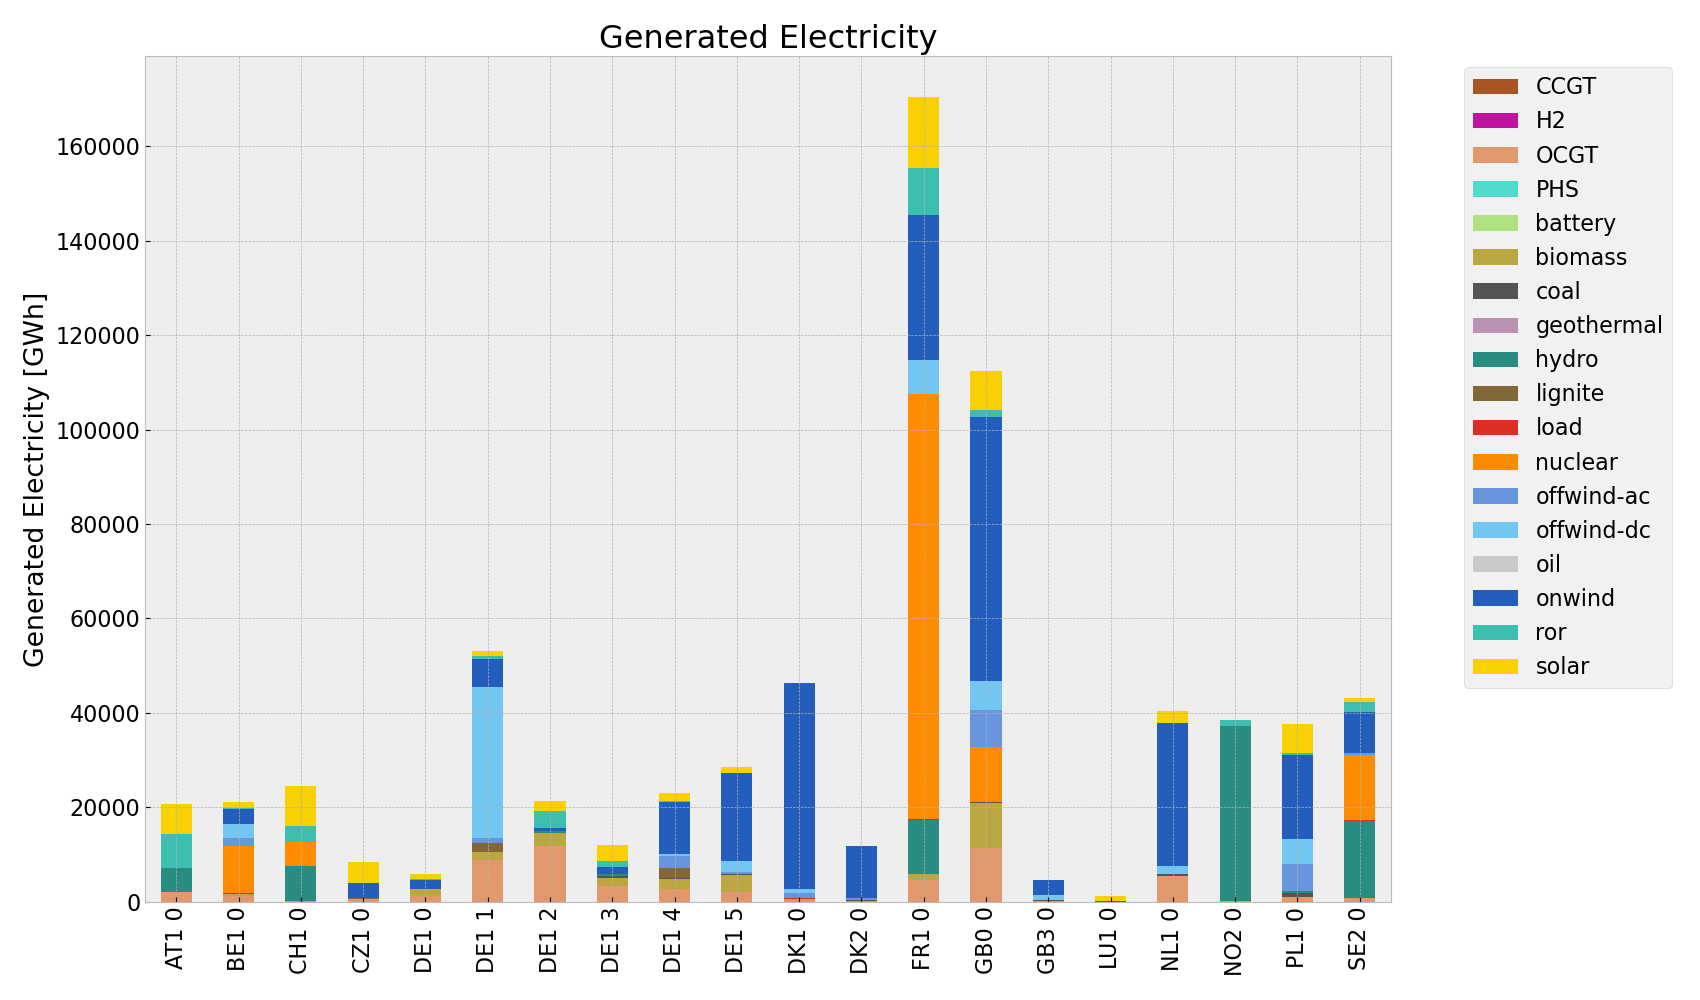 Generated Electricity
Generated Electricity [GWh]
160000
140000
120000
100000
80000
60000
40000
20000
0
AT1 0
BE1 0
CH1 0
CZ1 0
DE1 0
DE1 1
DE1 2
DE1 3
DE1 4
DE1 5
DK1 0
DK2 0
FR1 0
GB0 0
GB3 0
LU1 0
NL1 0
NO2 0
PL1 0
SE2 0
CCGT
H2
OCGT
PHS
battery
biomass
coal
geothermal
hydro
lignite
load
nuclear
offwind-ac
offwind-dc
oil
onwind
ror
solar